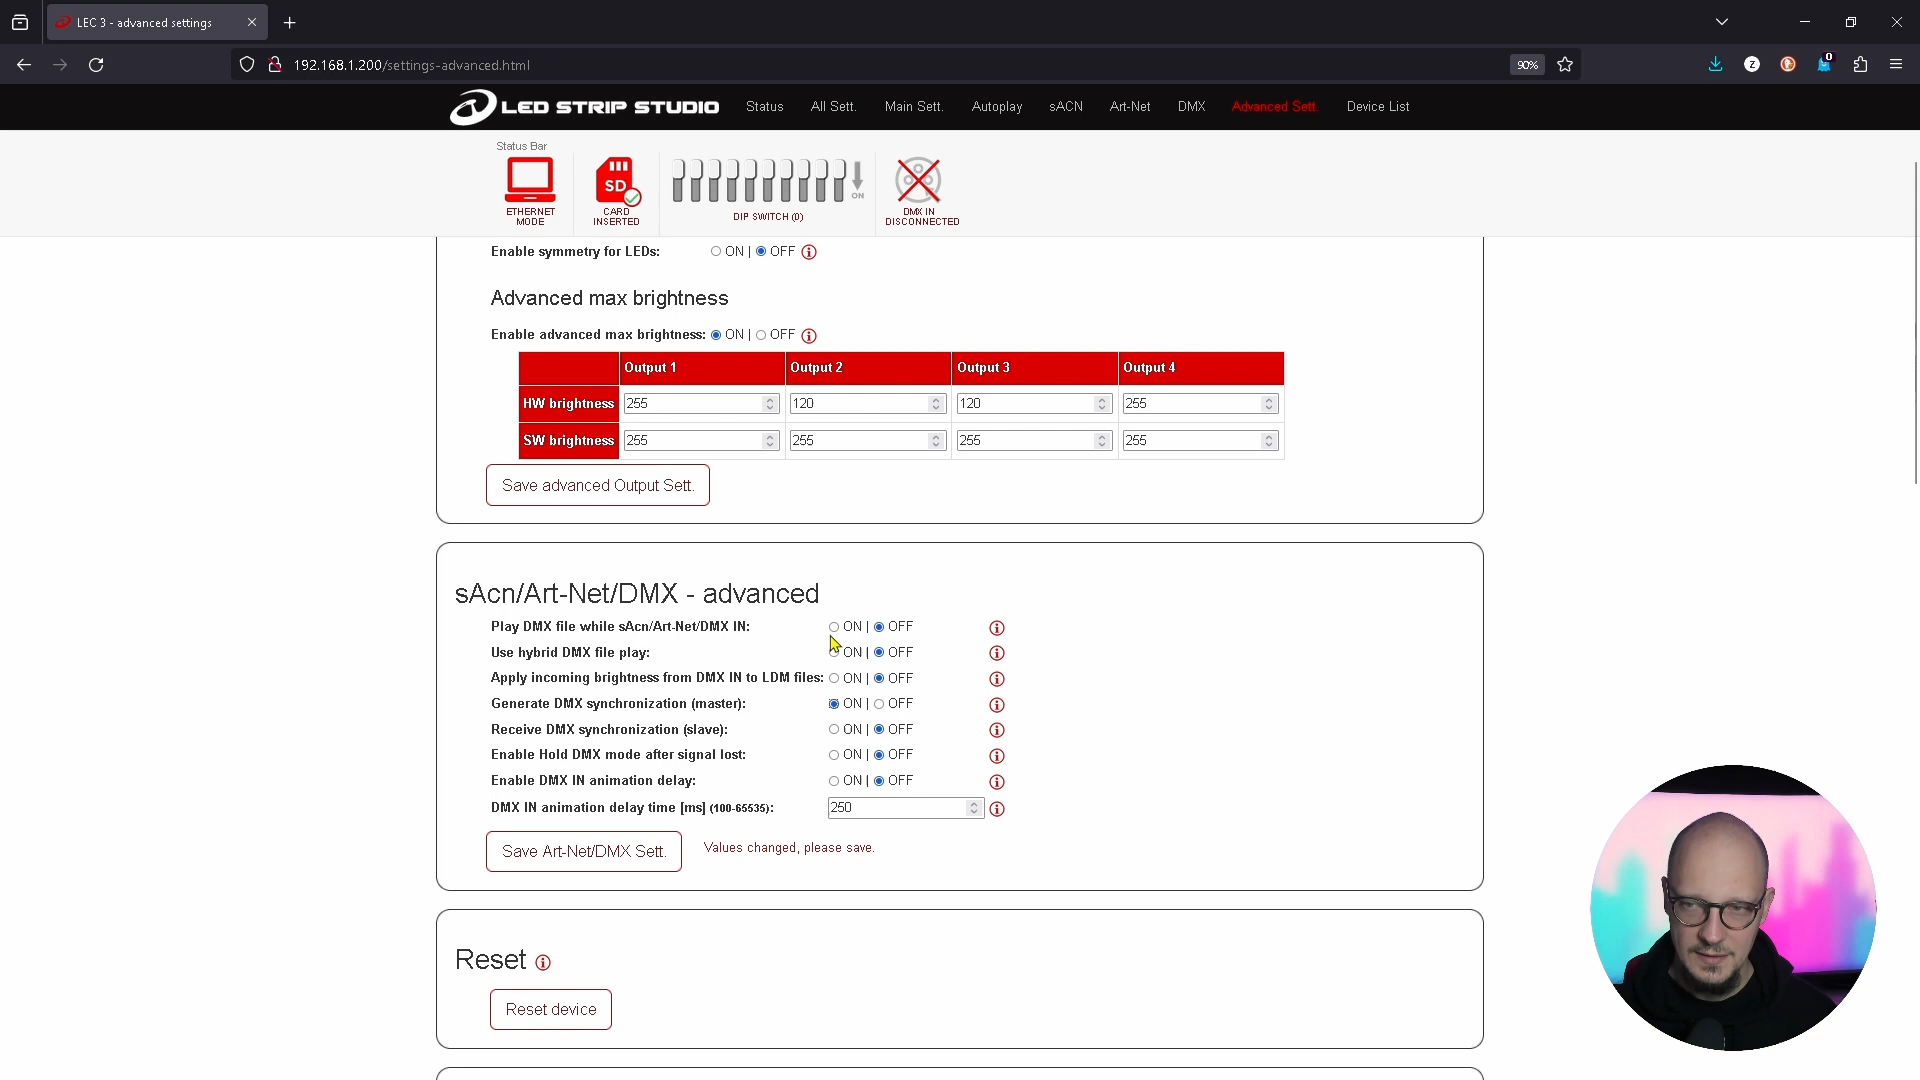 LEC 3 - advanced settings
192.168.1.200/settings-advanced.html
90%
0
LED STRIP STUDIO
Status
All Sett.
Main Sett.
Autoplay
sACN
Art-Net
DMX
Advanced Sett.
Device List
Status Bar
ETHERNET
MODE
SD
CARD
INSERTED
ON
DIP SWITCH (0)
DMX IN
DISCONNECTED
Enable symmetry for LEDs: ON | OFF
Advanced max brightness
Enable advanced max brightness: ON | OFF
Output 1 Output 2 Output 3 Output 4
HW brightness 255 120 120 255
SW brightness 255 255 255 255
Save advanced Output Sett.
sAcn/Art-Net/DMX - advanced
Play DMX file while sAcn/Art-Net/DMX IN: ON | OFF
Use hybrid DMX file play: ON | OFF
Apply incoming brightness from DMX IN to LDM files: ON | OFF
Generate DMX synchronization (master): ON | OFF
Receive DMX synchronization (slave): ON | OFF
Enable Hold DMX mode after signal lost: ON | OFF
Enable DMX IN animation delay: ON | OFF
DMX IN animation delay time [ms] (100-65535): 250
Save Art-Net/DMX Sett. Values changed, please save.
Reset
Reset device